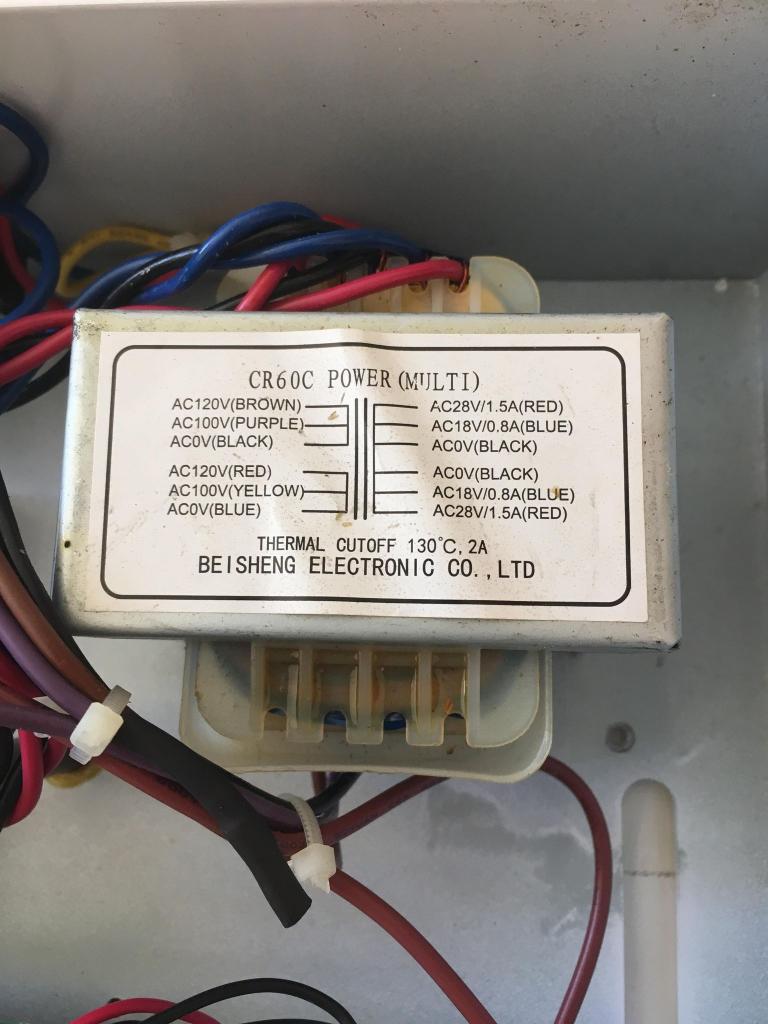 CR60C POWER(MULTI)
AC120V(BROWN) AC28V/1.5A(RED)
AC100V(PURPLE) AC18V/0.8A(BLUE)
AC0V(BLACK) AC0V(BLACK)
AC120V(RED) AC0V(BLACK)
AC100V(YELLOW) AC18V/0.8A(BLUE)
AC0V(BLUE) AC28V/1.5A(RED)
THERMAL CUTOFF 130°C,2A
BEISHENG ELECTRONIC CO.,LTD